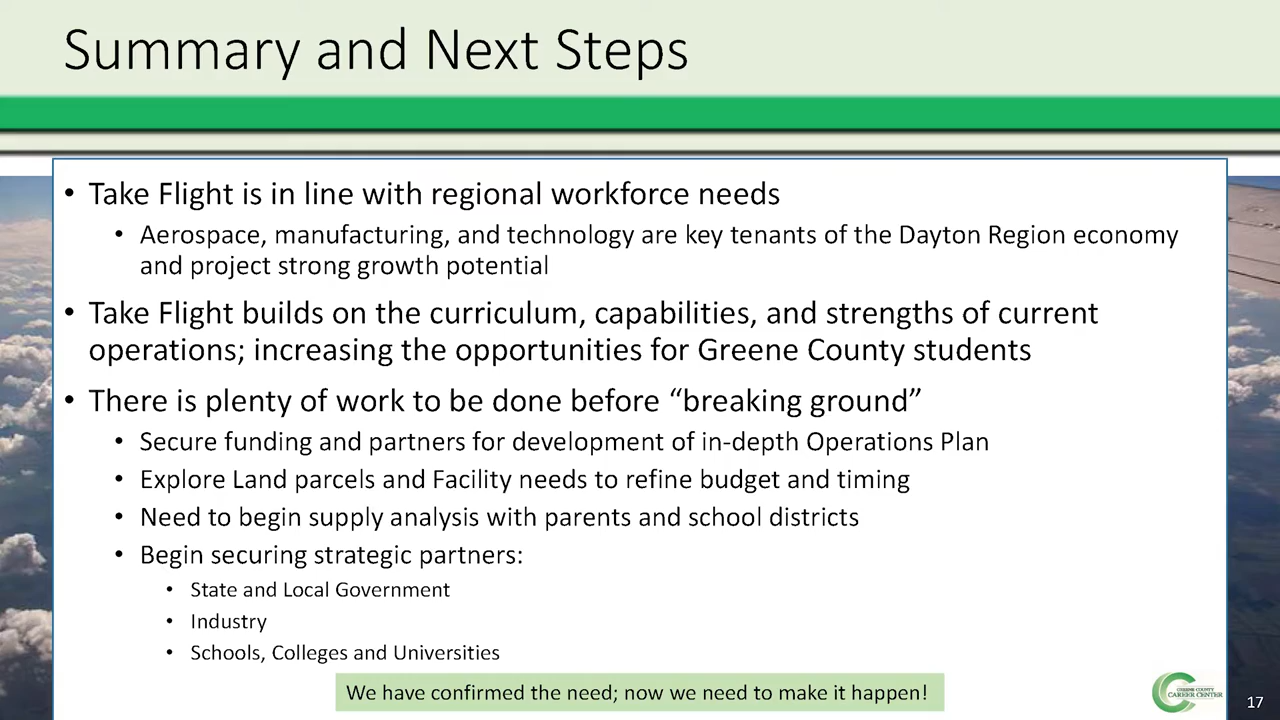 Summary and Next Steps
• Take Flight is in line with regional workforce needs
• Aerospace, manufacturing, and technology are key tenants of the Dayton Region economy
and project strong growth potential
• Take Flight builds on the curriculum, capabilities, and strengths of current
operations; increasing the opportunities for Greene County students
• There is plenty of work to be done before “breaking ground”
• Secure funding and partners for development of in-depth Operations Plan
• Explore Land parcels and Facility needs to refine budget and timing
• Need to begin supply analysis with parents and school districts
• Begin securing strategic partners:
• State and Local Government
• Industry
• Schools, Colleges and Universities
We have confirmed the need; now we need to make it happen!
GREENE COUNTY
CAREER CENTER
17